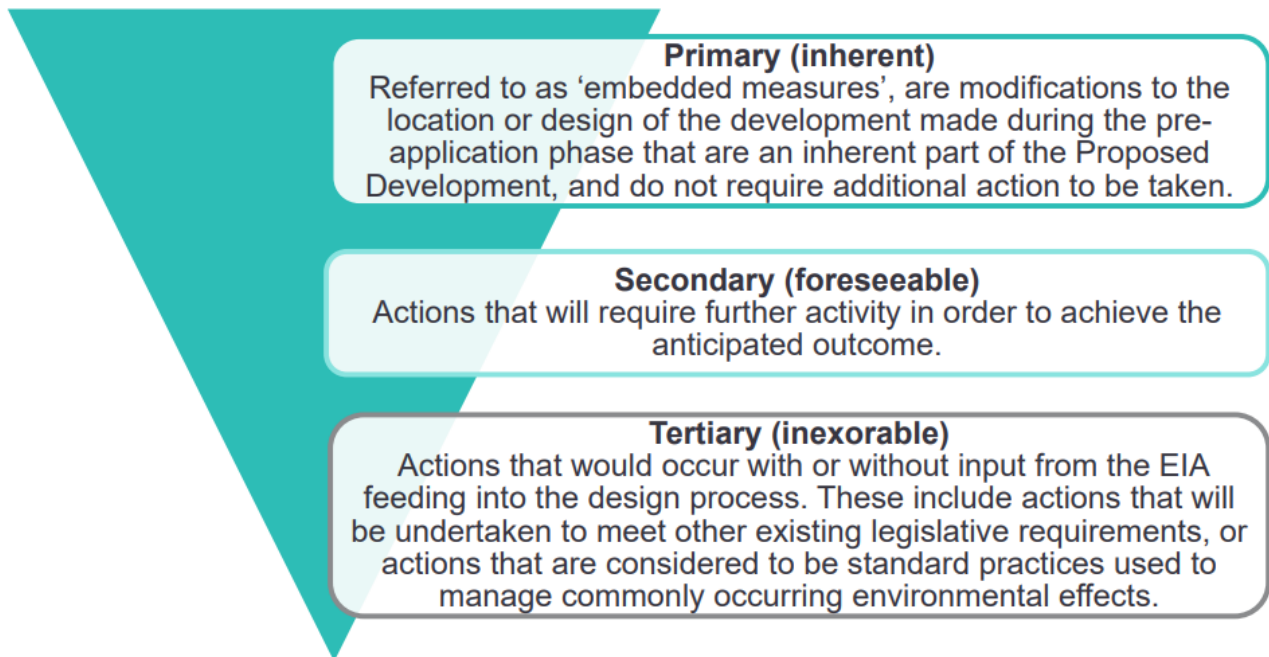 Primary (inherent)
Referred to as ‘embedded measures’, are modifications to the
location or design of the development made during the pre-
application phase that are an inherent part of the Proposed
Development, and do not require additional action to be taken.
Secondary (foreseeable)
Actions that will require further activity in order to achieve the
anticipated outcome.
Tertiary (inexorable)
Actions that would occur with or without input from the EIA
feeding into the design process. These include actions that will
be undertaken to meet other existing legislative requirements, or
actions that are considered to be standard practices used to
manage commonly occurring environmental effects.